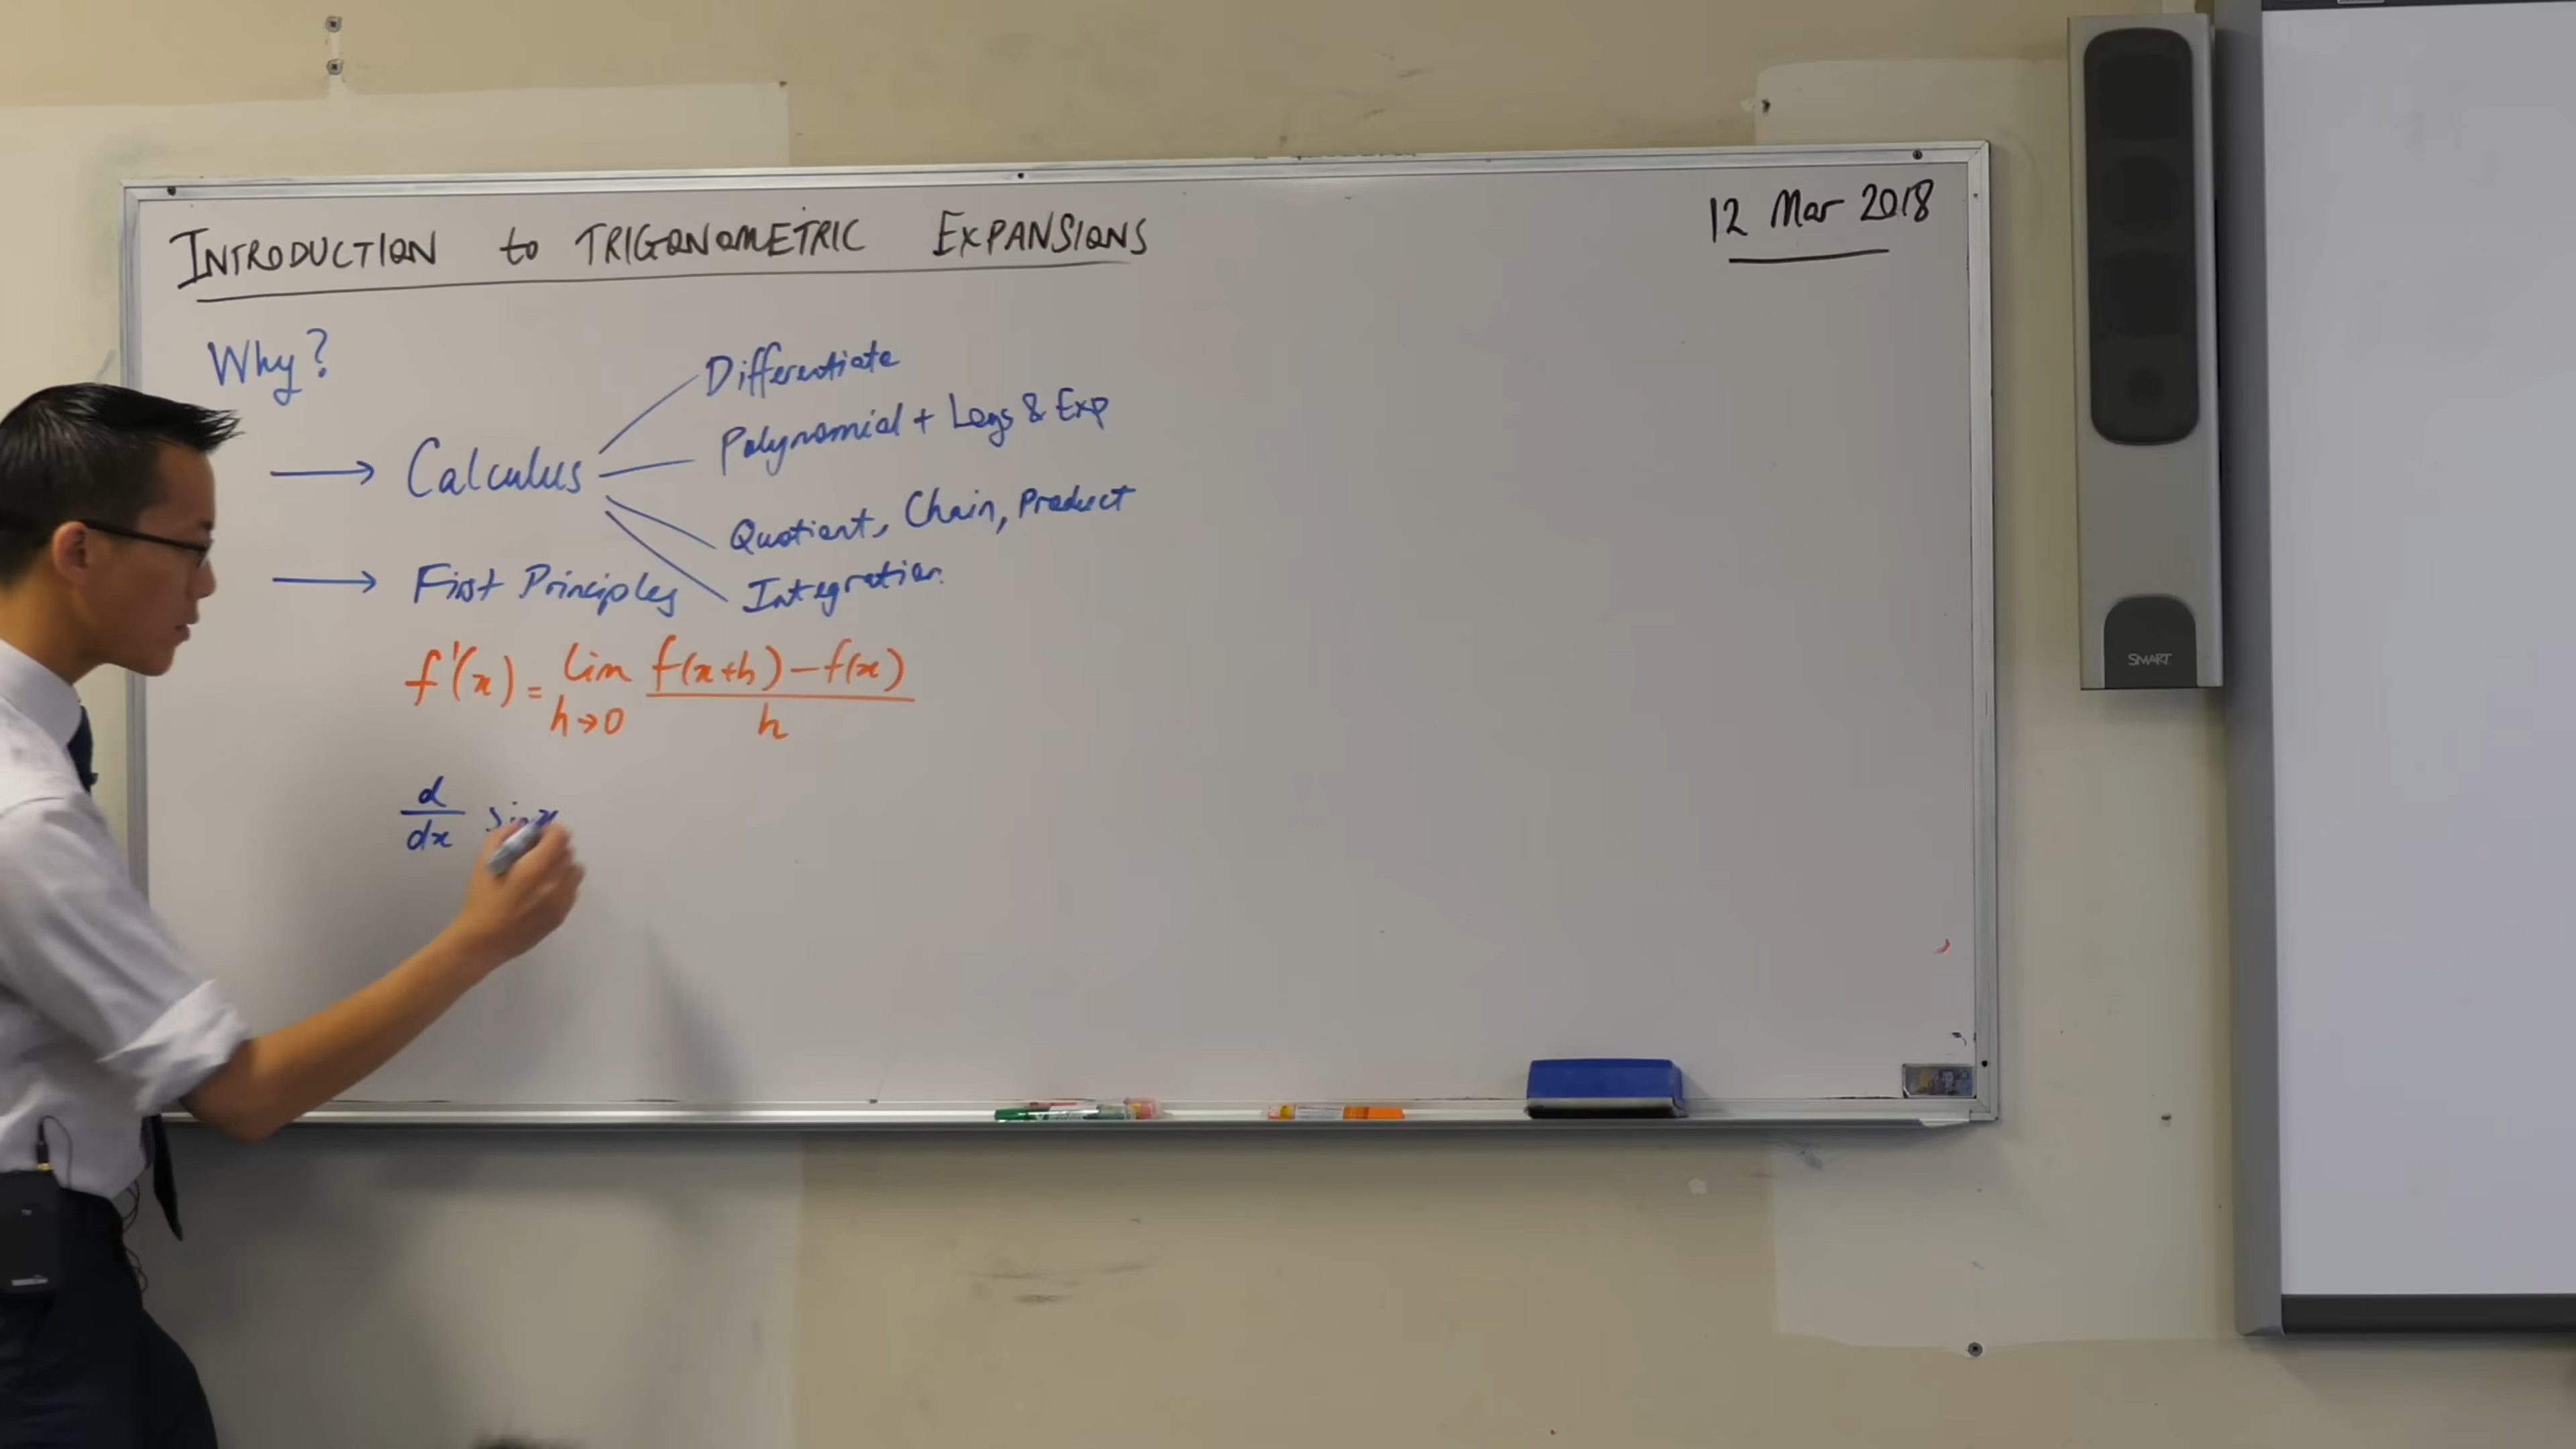 INTRODUCTION to TRIGONOMETRIC EXPANSIONS
12 Mar 2018
Why?
Differentiate
Polynomial + Logs & Exp
→ Calculus
Quotient, Chain, Product
→ First Principles
Integration
f'(x) = lim h→0 f(x+h) - f(x) / h
d/dx sin x
SMART